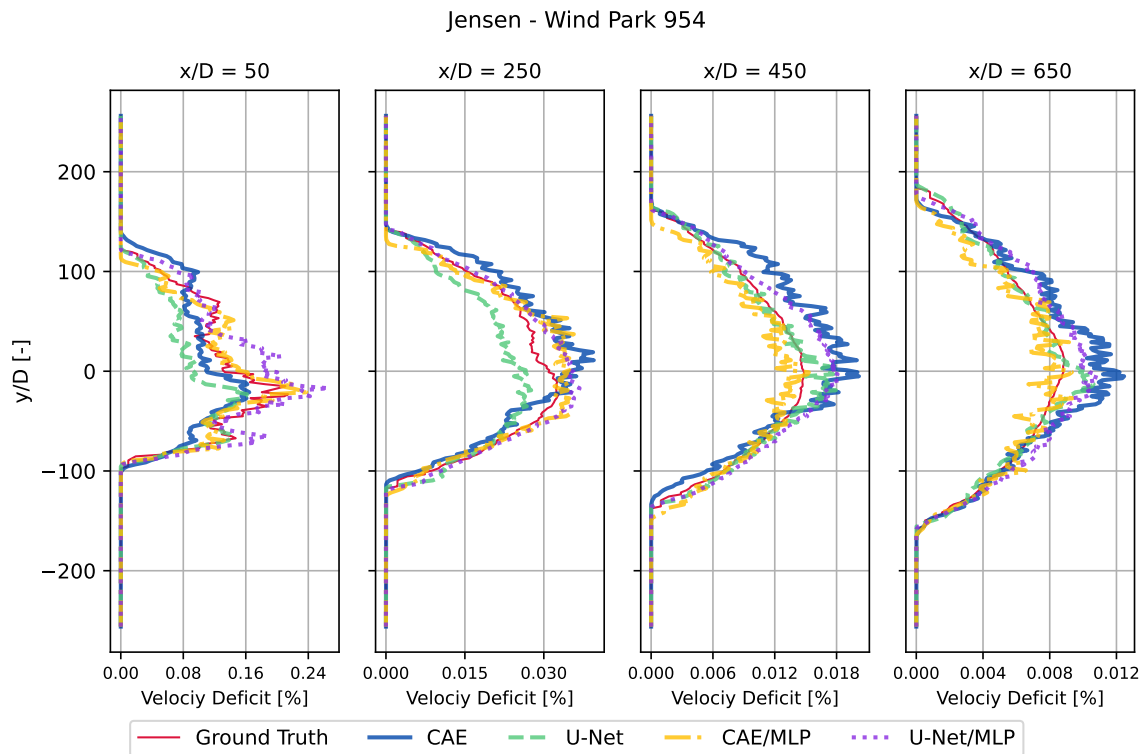 Jensen - Wind Park 954
x/D = 50
x/D = 250
x/D = 450
x/D = 650
y/D [-]
200
100
0
−100
−200
0.00 0.08 0.16 0.24
0.000 0.015 0.030
0.000 0.006 0.012 0.018
0.000 0.004 0.008 0.012
Velociy Deficit [%]
Velociy Deficit [%]
Velociy Deficit [%]
Velociy Deficit [%]
Ground Truth CAE U-Net CAE/MLP U-Net/MLP